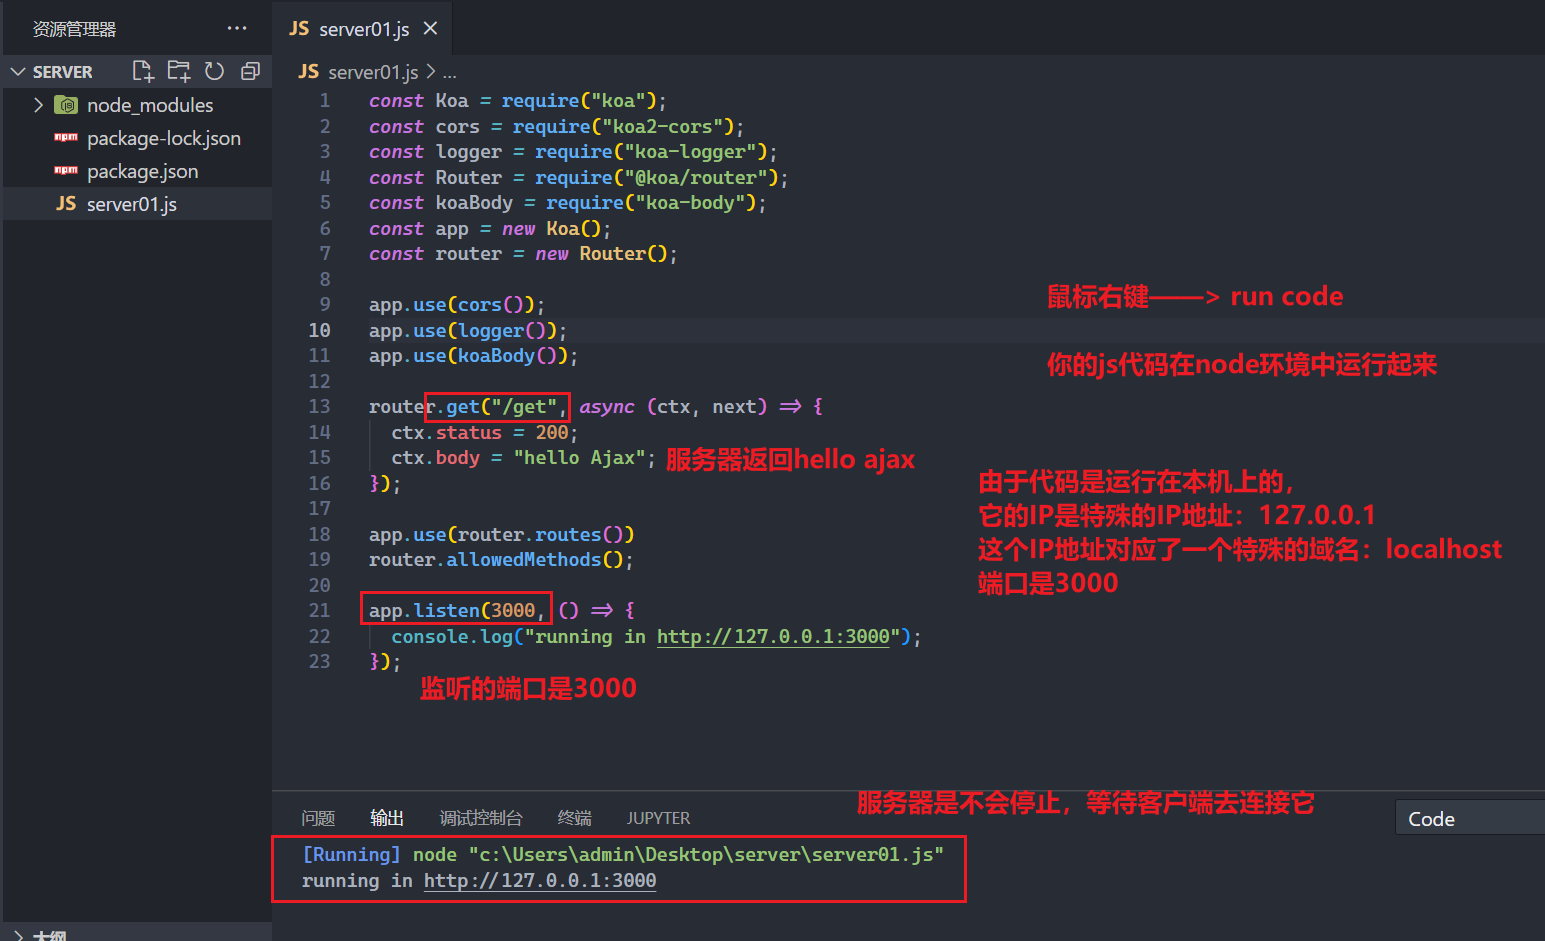 资源管理器 ···
JS server01.js ×
SERVER
node_modules
npm package-lock.json
npm package.json
JS server01.js
大纲
JS server01.js > ...
1 const Koa = require("koa");
2 const cors = require("koa2-cors");
3 const logger = require("koa-logger");
4 const Router = require("@koa/router");
5 const koaBody = require("koa-body");
6 const app = new Koa();
7 const router = new Router();
8
9 app.use(cors());
10 app.use(logger());
11 app.use(koaBody());
12
13 router.get("/get", async (ctx, next) => {
14 ctx.status = 200;
15 ctx.body = "hello Ajax"; 服务器返回hello ajax
16 });
17
18 app.use(router.routes())
19 router.allowedMethods();
20
21 app.listen(3000, () => {
22 console.log("running in http://127.0.0.1:3000");
23 });
监听的端口是3000
鼠标右键——> run code
你的js代码在node环境中运行起来
由于代码是运行在本机上的，
它的IP是特殊的IP地址：127.0.0.1
这个IP地址对应了一个特殊的域名：localhost
端口是3000
服务器是不会停止，等待客户端去连接它
问题 输出 调试控制台 终端 JUPYTER
Code
[Running] node "c:\Users\admin\Desktop\server\server01.js"
running in http://127.0.0.1:3000